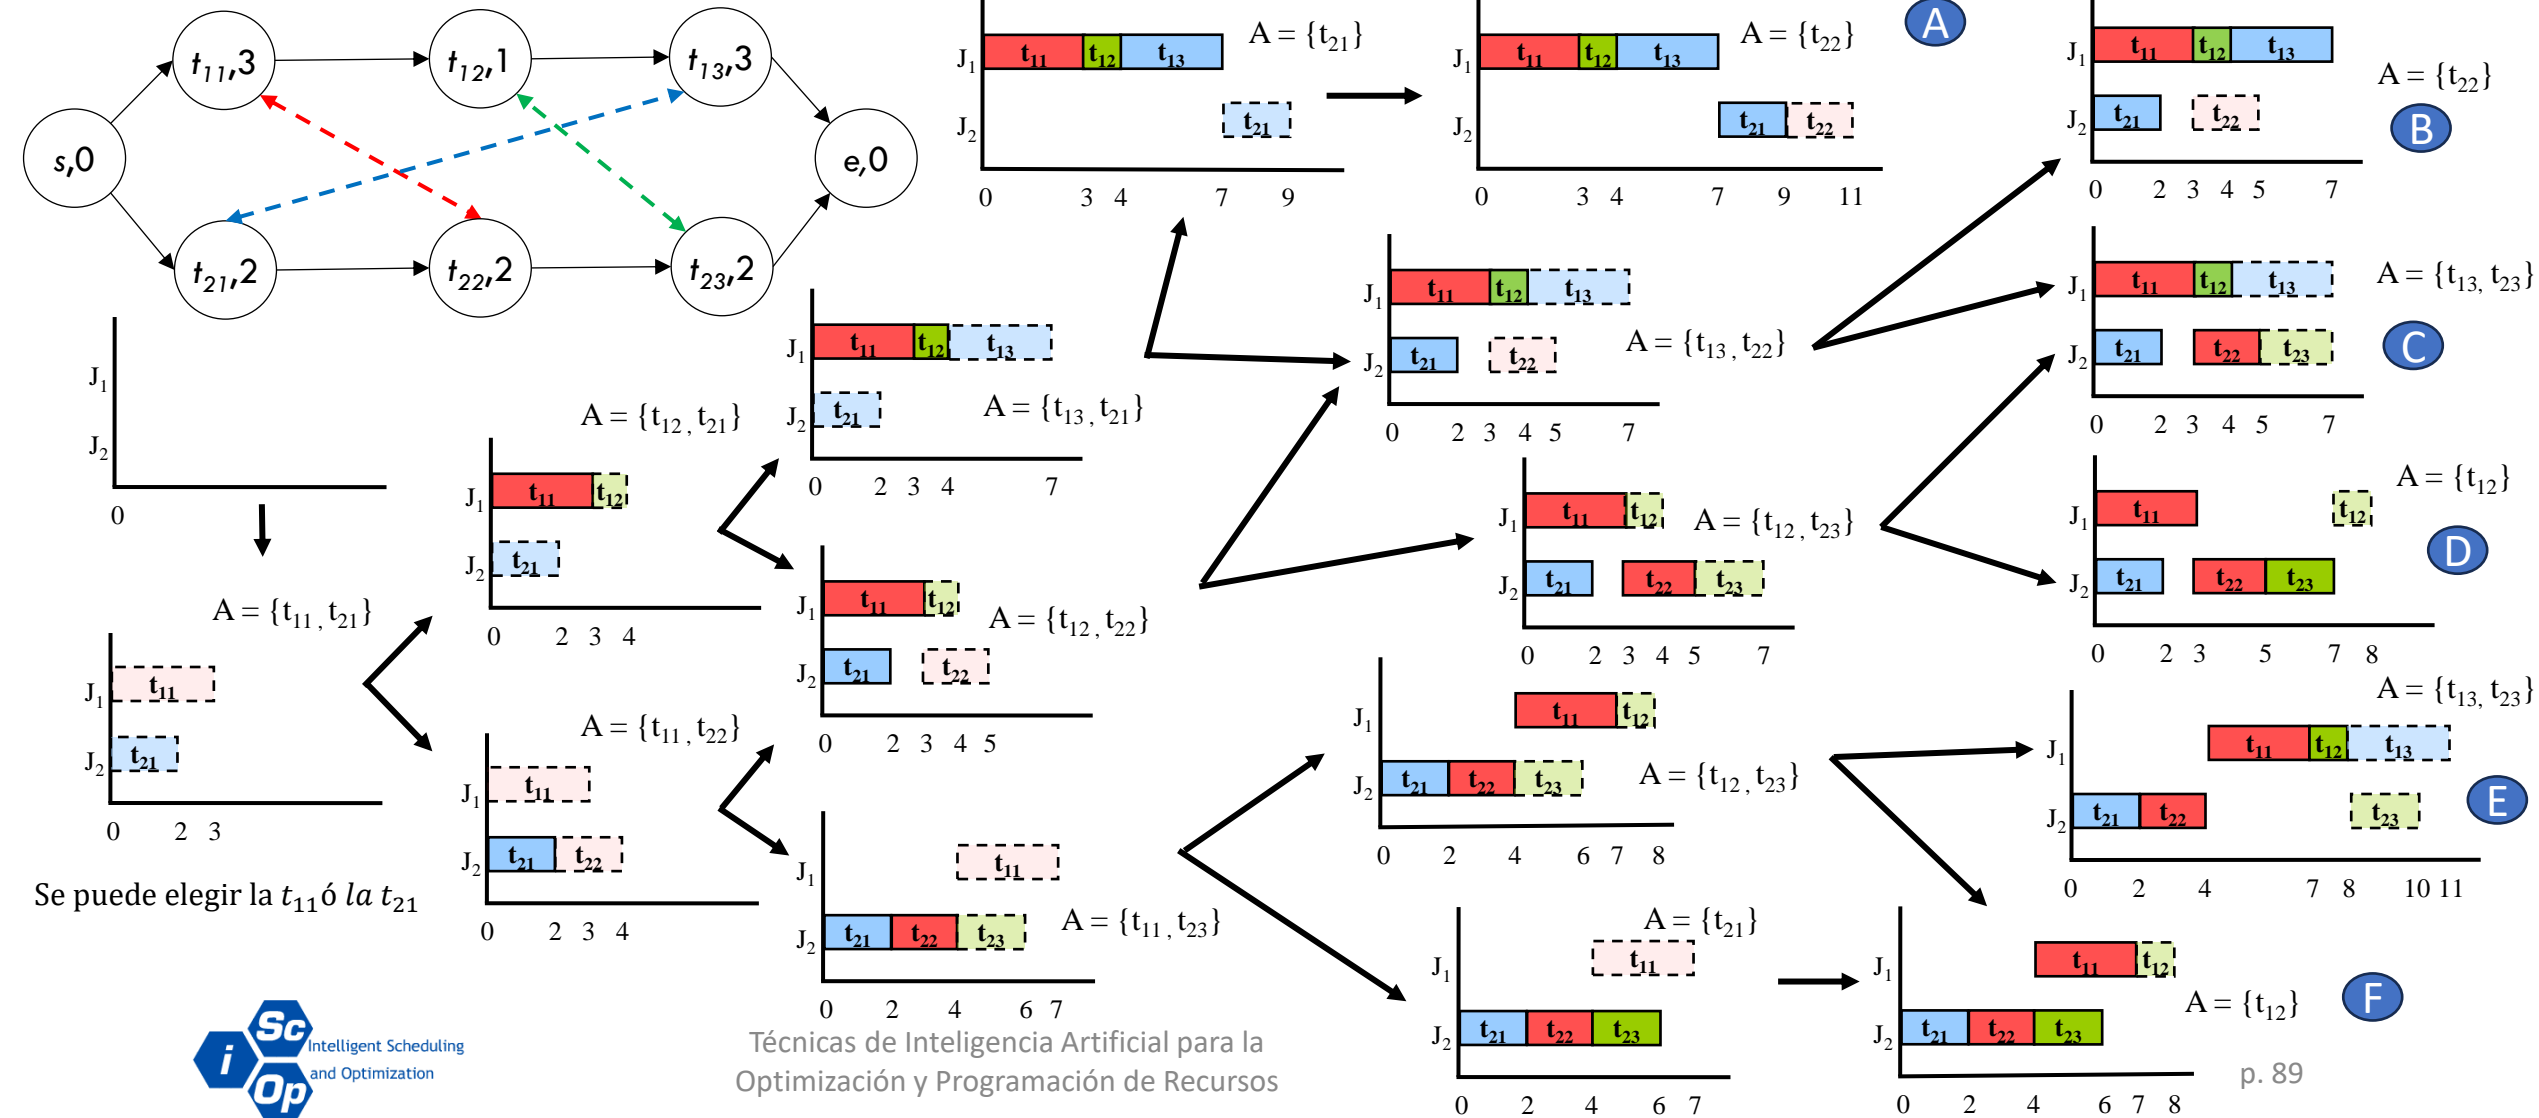 t11,3
t12,1
t13,3
s,0
e,0
t21,2
t22,2
t23,2
J1
J2
0
A = {t11 , t21}
J1 t11
J2 t21
0 2 3
Se puede elegir la t11 ó la t21
A = {t12 , t21}
J1 t11 t12
J2 t21
0 2 3 4
A = {t11 , t22}
J1 t11
J2 t21 t22
0 2 3 4
J1 t11 t12 t13
J2 t21
A = {t13 , t21}
0 2 3 4 7
J1 t11 t12
A = {t12 , t22}
J2 t21 t22
0 2 3 4 5
J1 t11
A = {t11 , t23}
J2 t21 t22 t23
0 2 4 6 7
A = {t21}
J1 t11 t12 t13
J2 t21
0 3 4 7 9
A = {t22}
A
J1 t11 t12 t13
J2 t21 t22
0 3 4 7 9 11
J1 t11 t12 t13
A = {t13 , t22}
J2 t21 t22
0 2 3 4 5 7
J1 t11 t12
A = {t12 , t23}
J2 t21 t22 t23
0 2 3 4 5 7
J1 t11 t12
A = {t12 , t23}
J2 t21 t22 t23
0 2 4 6 7 8
A = {t21}
J1 t11
J2 t21 t22 t23
0 2 4 6 7
J1 t11 t12 t13
A = {t22}
B
J2 t21 t22
0 2 3 4 5 7
A = {t13, t23}
J1 t11 t12 t13
C
J2 t21 t22 t23
0 2 3 4 5 7
A = {t12}
J1 t11 t12
D
J2 t21 t22 t23
0 2 3 5 7 8
A = {t13, t23}
J1 t11 t12 t13
E
J2 t21 t22 t23
0 2 4 7 8 10 11
J1 t11 t12
A = {t12}
F
J2 t21 t22 t23
0 2 4 6 7 8
i Sc Op
Intelligent Scheduling
and Optimization
Técnicas de Inteligencia Artificial para la
Optimización y Programación de Recursos
p. 89